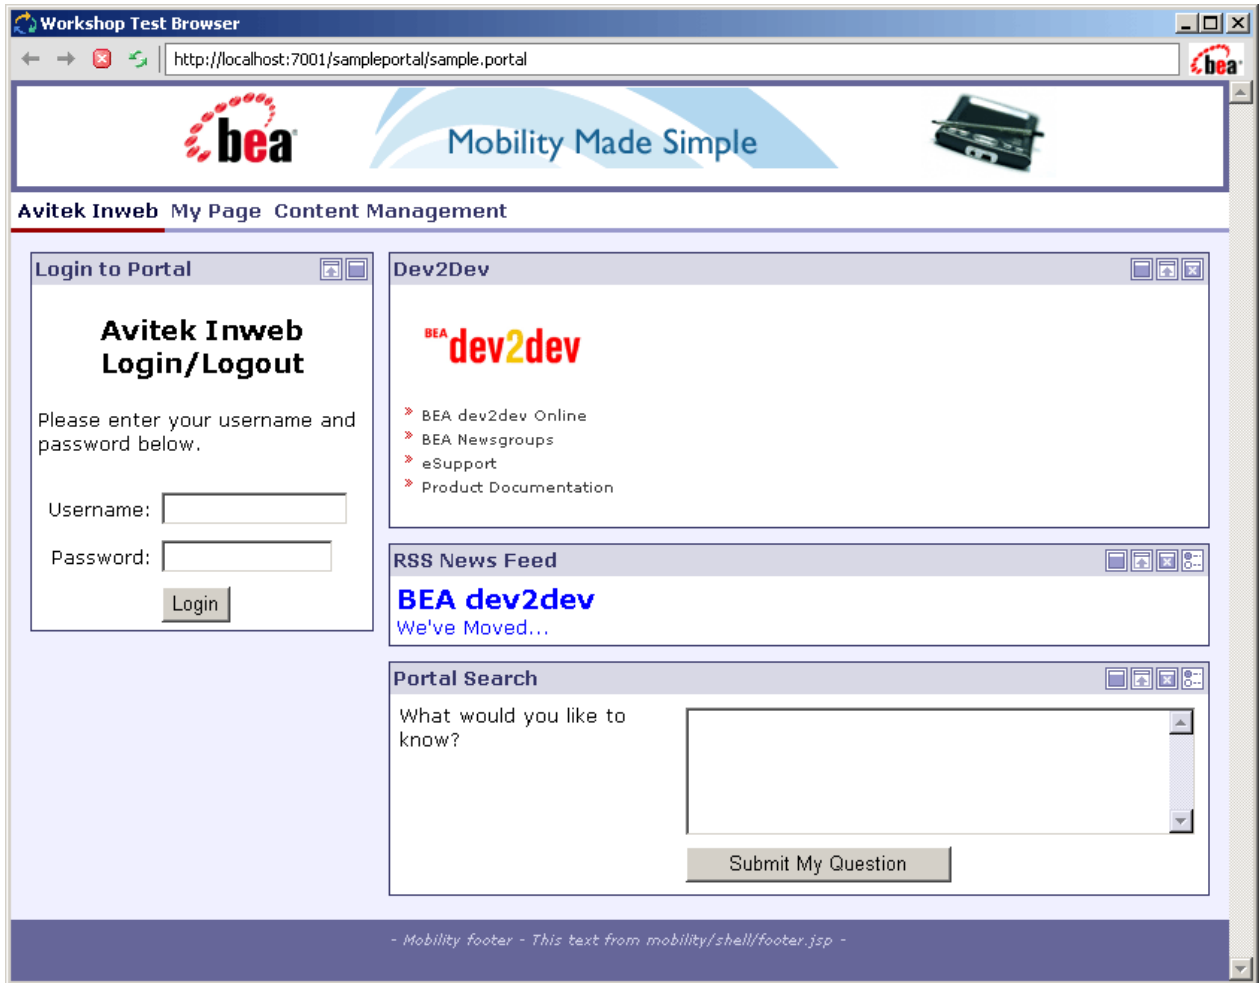 Workshop Test Browser
http://localhost:7001/sampleportal/sample.portal
bea
bea
Mobility Made Simple
Avitek Inweb My Page Content Management
Login to Portal
Avitek Inweb
Login/Logout
Please enter your username and
password below.
Username:
Password:
Login
Dev2Dev
BEA dev2dev
BEA dev2dev Online
BEA Newsgroups
eSupport
Product Documentation
RSS News Feed
BEA dev2dev
We've Moved...
Portal Search
What would you like to
know?
Submit My Question
- Mobility footer - This text from mobility/shell/footer.jsp -